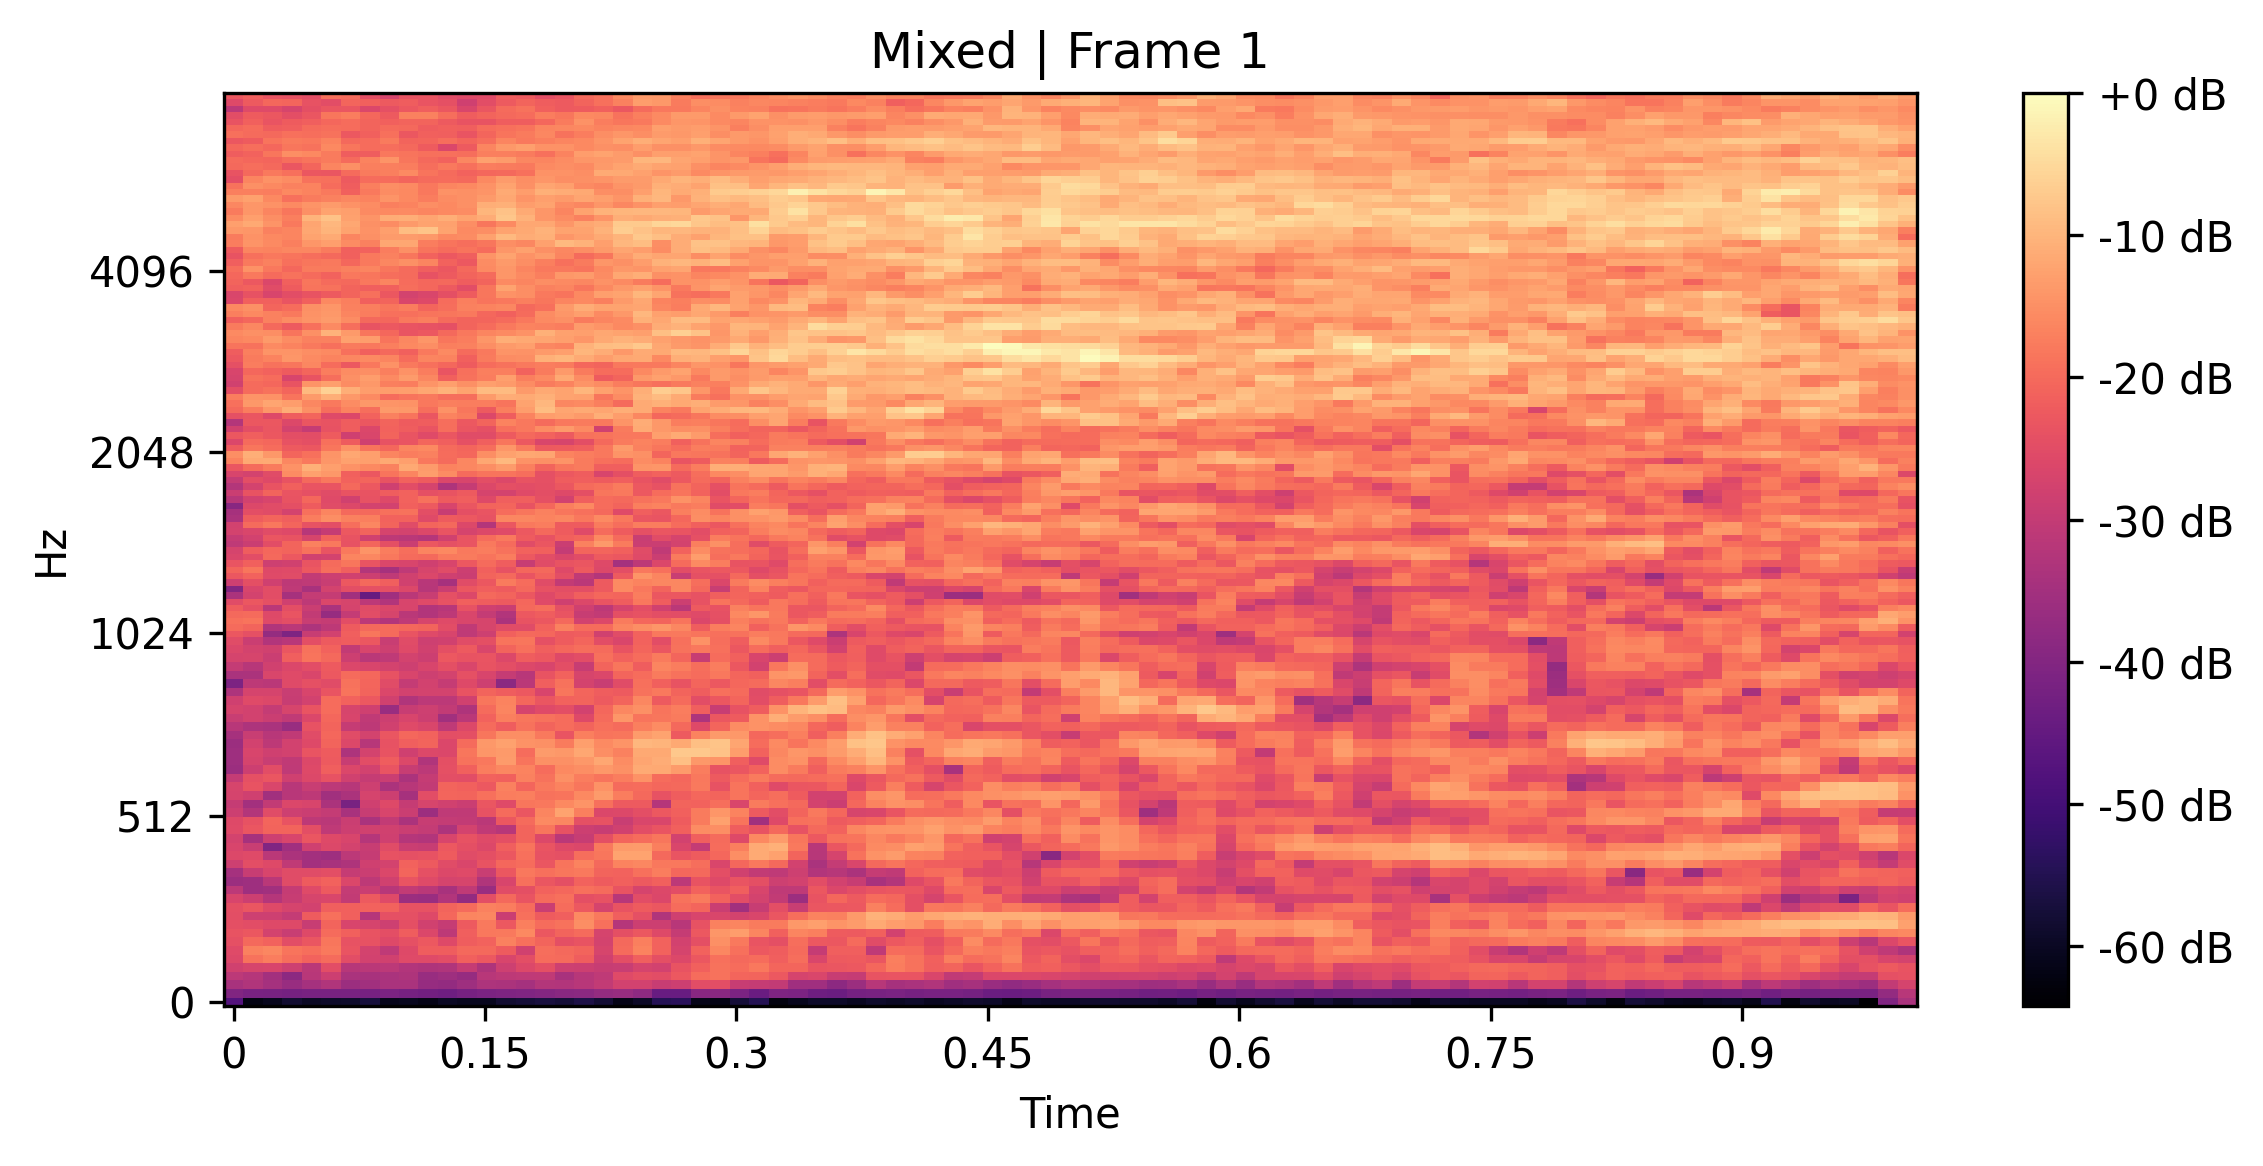 Mixed | Frame 1
Hz
4096
2048
1024
512
0
0 0.15 0.3 0.45 0.6 0.75 0.9
Time
+0 dB
-10 dB
-20 dB
-30 dB
-40 dB
-50 dB
-60 dB